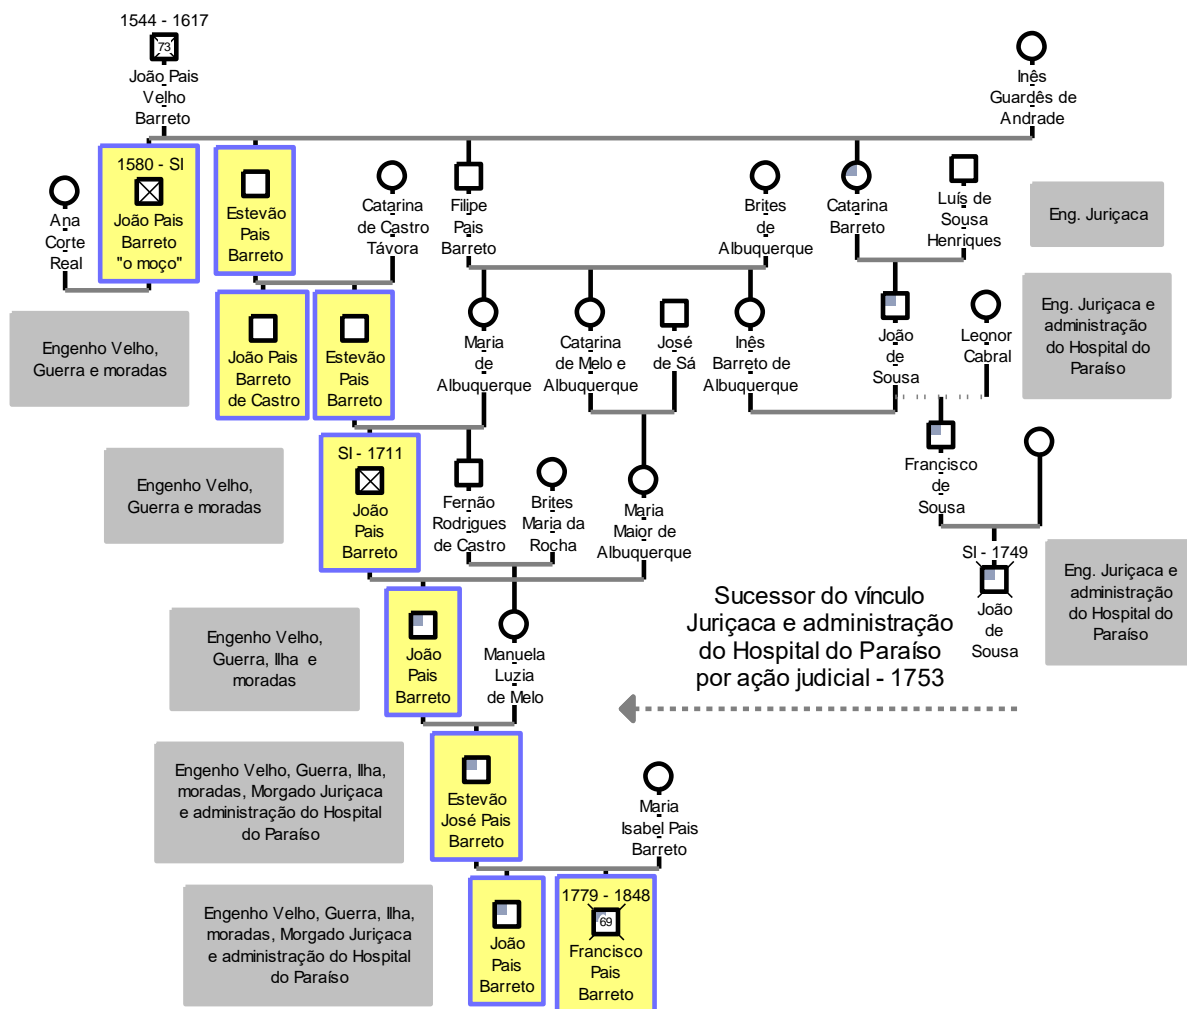 1544 - 1617
73
João Pais
Velho
Barreto
Inês
Guardês de
Andrade
Ana
Corte
Real
1580 - SI
João Pais
Barreto
"o moço"
Estevão
Pais
Barreto
Catarina
de Castro
Távora
Filipe
Pais
Barreto
Brites
de
Albuquerque
Catarina
Barreto
Luís de
Sousa
Henriques
Eng. Juriçaca
Engenho Velho,
Guerra e moradas
João Pais
Barreto
de Castro
Estevão
Pais
Barreto
Maria
de
Albuquerque
Catarina
de Melo e
Albuquerque
José
de Sá
Inês
Barreto de
Albuquerque
João
de
Sousa
Leonor
Cabral
Eng. Juriçaca e
administração
do Hospital do
Paraíso
Engenho Velho,
Guerra e moradas
SI - 1711
João
Pais
Barreto
Fernão
Rodrigues
de Castro
Brites
Maria da
Rocha
Maria
Maior de
Albuquerque
Francisco
de
Sousa
SI - 1749
João
de
Sousa
Eng. Juriçaca e
administração
do Hospital do
Paraíso
Engenho Velho,
Guerra, Ilha e
moradas
João
Pais
Barreto
Manuela
Luzia
de Melo
Sucessor do vínculo
Juriçaca e administração
do Hospital do Paraíso
por ação judicial - 1753
Engenho Velho, Guerra, Ilha,
moradas, Morgado Juriçaca
e administração do Hospital
do Paraíso
Estevão
José Pais
Barreto
Maria
Isabel Pais
Barreto
Engenho Velho, Guerra, Ilha,
moradas, Morgado Juriçaca
e administração do Hospital
do Paraíso
João
Pais
Barreto
1779 - 1848
69
Francisco
Pais
Barreto